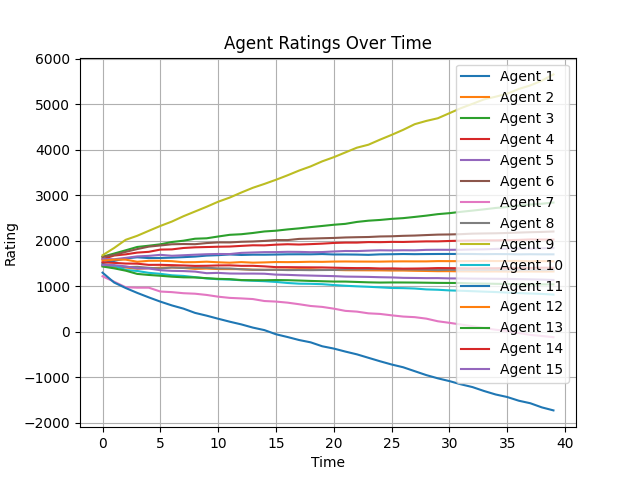 Agent Ratings Over Time
Rating
6000
5000
4000
3000
2000
1000
0
−1000
−2000
0 5 10 15 20 25 30 35 40
Time
Agent 1
Agent 2
Agent 3
Agent 4
Agent 5
Agent 6
Agent 7
Agent 8
Agent 9
Agent 10
Agent 11
Agent 12
Agent 13
Agent 14
Agent 15